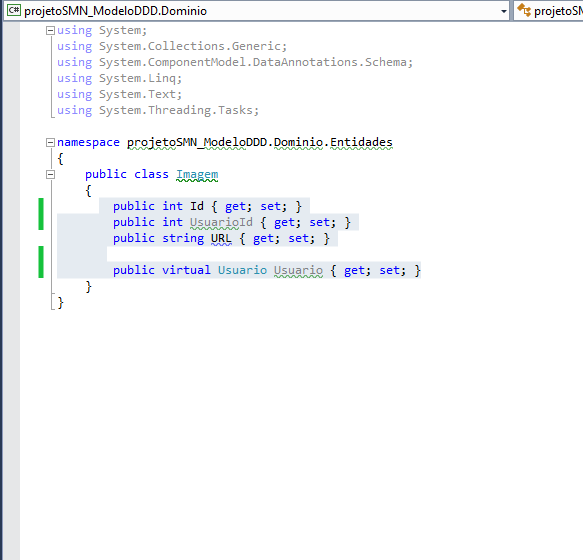 C# projetoSMN_ModeloDDD.Dominio
projetoSM
using System;
using System.Collections.Generic;
using System.ComponentModel.DataAnnotations.Schema;
using System.Linq;
using System.Text;
using System.Threading.Tasks;
namespace projetoSMN_ModeloDDD.Dominio.Entidades
{
public class Imagem
{
public int Id { get; set; }
public int UsuarioId { get; set; }
public string URL { get; set; }
public virtual Usuario Usuario { get; set; }
}
}